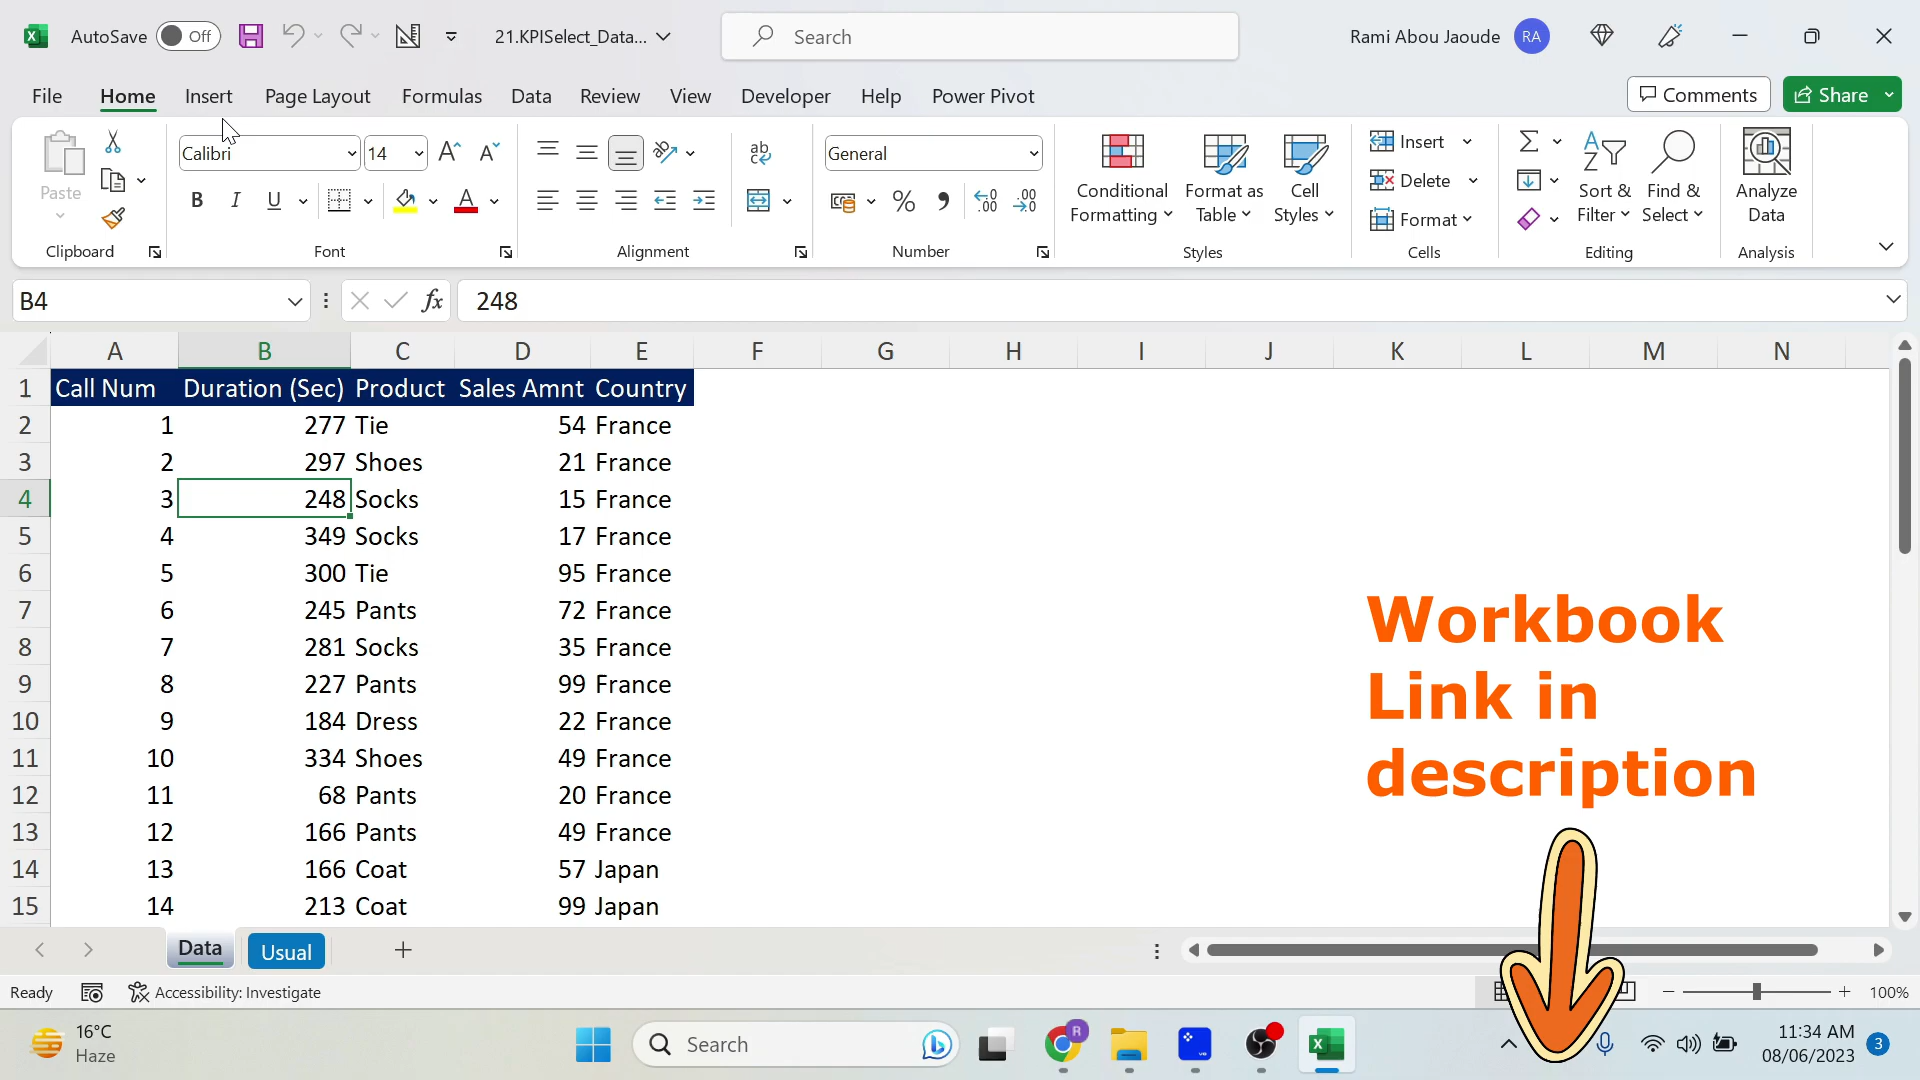 AutoSave Off 21.KPISelect_Data... Search Rami Abou Jaoude RA
File Home Insert Page Layout Formulas Data Review View Developer Help Power Pivot Comments Share
Paste
Clipboard
Calibri 14
B I U
Font
ab
Alignment
General
% , .00
Number
Conditional Formatting
Format as Table
Cell Styles
Styles
Insert
Delete
Format
Cells
Sort & Filter
Find & Select
Editing
Analyze Data
Analysis
B4 fx 248
A B C D E F G H I J K L M N
1 Call Num Duration (Sec) Product Sales Amnt Country
2 1 277 Tie 54 France
3 2 297 Shoes 21 France
4 3 248 Socks 15 France
5 4 349 Socks 17 France
6 5 300 Tie 95 France
7 6 245 Pants 72 France
8 7 281 Socks 35 France
9 8 227 Pants 99 France
10 9 184 Dress 22 France
11 10 334 Shoes 49 France
12 11 68 Pants 20 France
13 12 166 Pants 49 France
14 13 166 Coat 57 Japan
15 14 213 Coat 99 Japan
Workbook
Link in
description
Data Usual
Ready Accessibility: Investigate 100%
16°C
Haze
Search
11:34 AM
08/06/2023
3